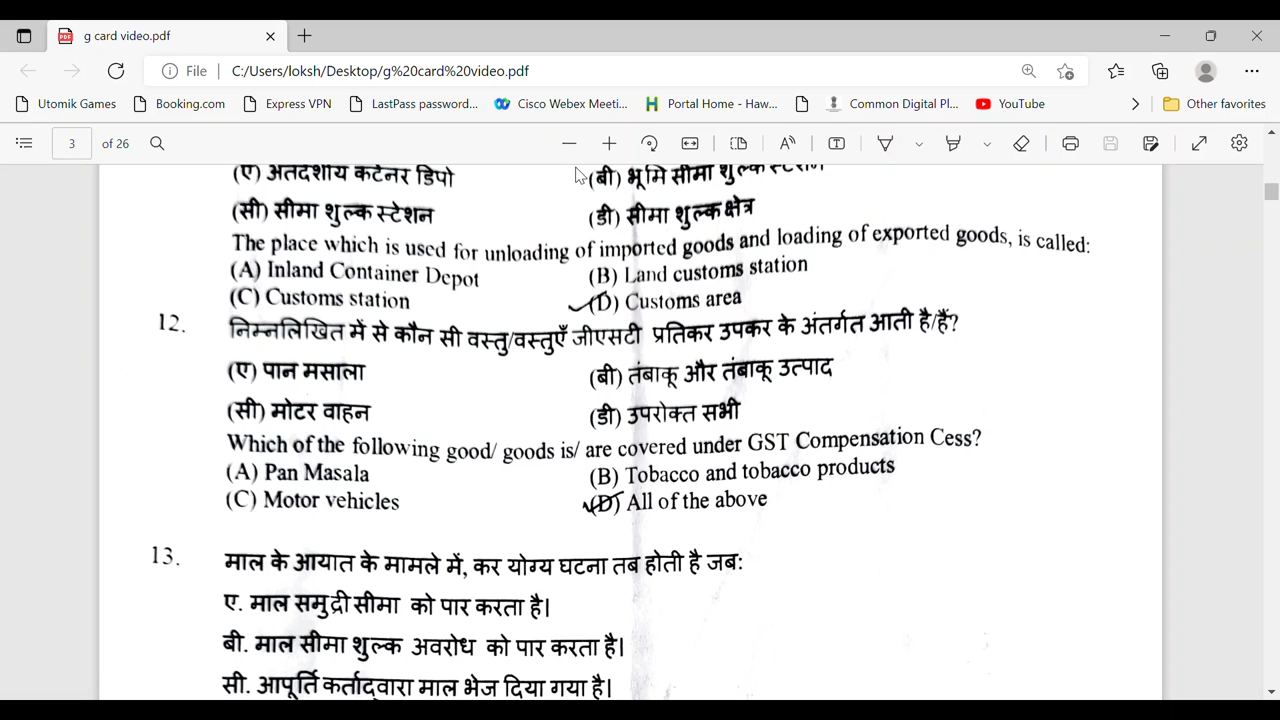 g card video.pdf
File C:/Users/loksh/Desktop/g%20card%20video.pdf
Utomik Games Booking.com Express VPN LastPass password... Cisco Webex Meeti... Portal Home - Haw... Common Digital Pl... YouTube Other favorites
3 of 26
(ए) अंतर्देशीय कंटेनर डिपो (बी) भूमि सीमा शुल्क स्टेशन
(सी) सीमा शुल्क स्टेशन (डी) सीमा शुल्क क्षेत्र
The place which is used for unloading of imported goods and loading of exported goods, is called:
(A) Inland Container Depot (B) Land customs station
(C) Customs station (D) Customs area
12. निम्नलिखित में से कौन सी वस्तु/वस्तुएँ जीएसटी प्रतिकर उपकर के अंतर्गत आती है/हैं?
(ए) पान मसाला (बी) तंबाकू और तंबाकू उत्पाद
(सी) मोटर वाहन (डी) उपरोक्त सभी
Which of the following good/ goods is/ are covered under GST Compensation Cess?
(A) Pan Masala (B) Tobacco and tobacco products
(C) Motor vehicles (D) All of the above
13. माल के आयात के मामले में, कर योग्य घटना तब होती है जब:
ए. माल समुद्री सीमा को पार करता है।
बी. माल सीमा शुल्क अवरोध को पार करता है।
सी. आपूर्ति कर्ताद्वारा माल भेज दिया गया है।